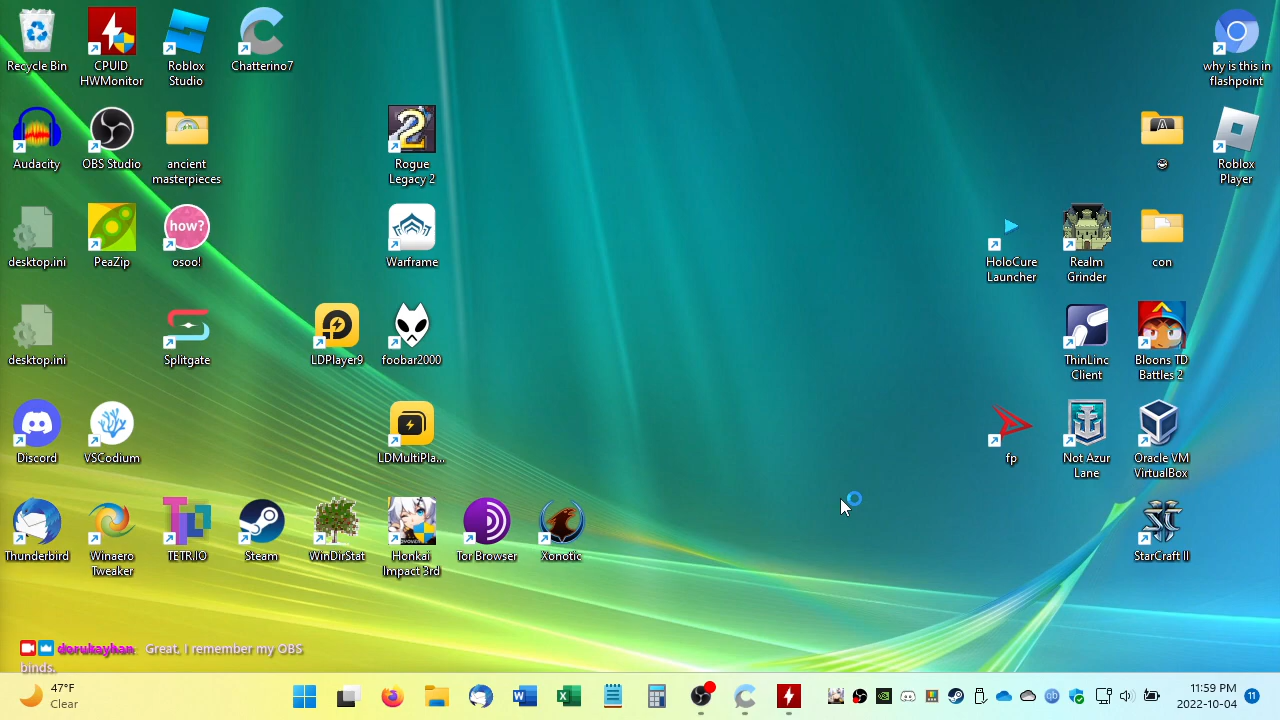 Recycle Bin
CPUID
HWMonitor
Roblox
Studio
Chatterino7
why is this in
flashpoint
Audacity
OBS Studio
ancient
masterpieces
2
Rogue
Legacy 2
Roblox
Player
desktop.ini
PeaZip
how?
osoo!
Warframe
HoloCure
Launcher
Realm
Grinder
con
desktop.ini
Splitgate
LDPlayer9
foobar2000
ThinLinc
Client
Bloons TD
Battles 2
Discord
VSCodium
LDMultiPla...
fp
Not Azur
Lane
Oracle VM
VirtualBox
Thunderbird
Winaero
Tweaker
TETR.IO
Steam
WinDirStat
Honkai
Impact 3rd
Tor Browser
Xonotic
StarCraft II
dorukayhan Great, I remember my OBS
binds.
47°F
Clear
11:59 PM
2022-10-04
11